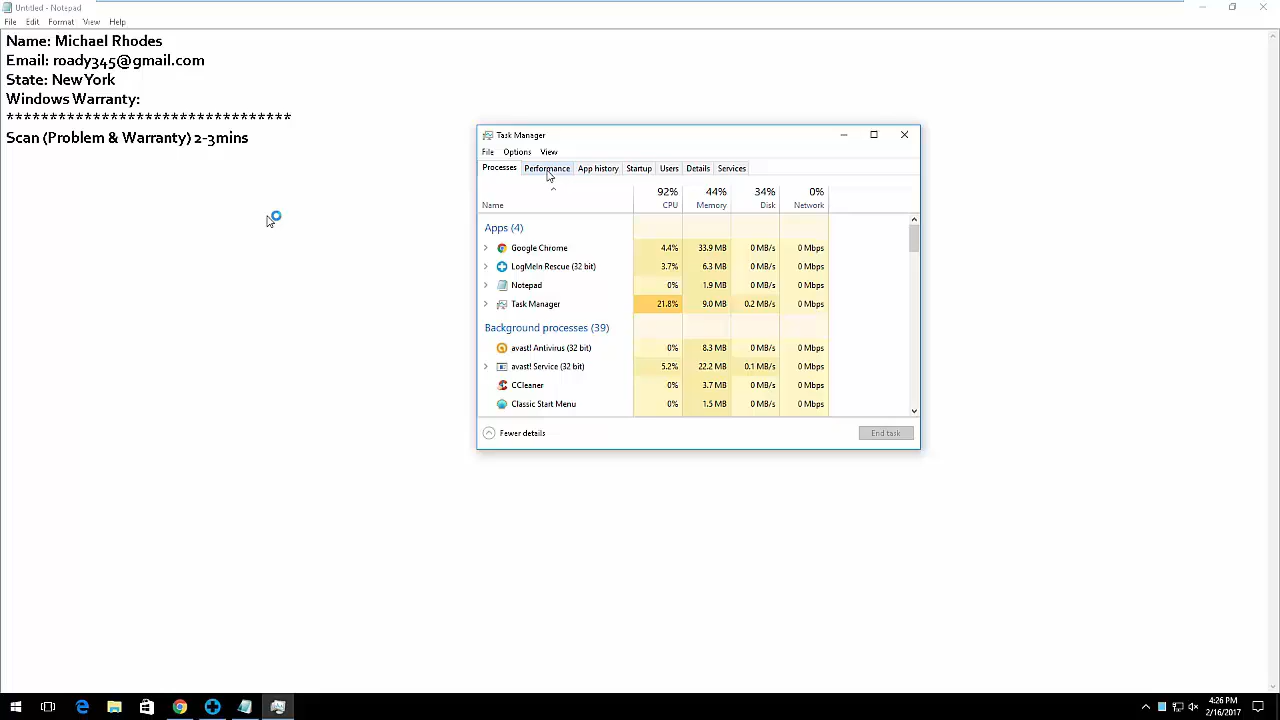 Untitled - Notepad
File Edit Format View Help
Name: Michael Rhodes
Email: roady345@gmail.com
State: New York
Windows Warranty:
********************************
Scan (Problem & Warranty) 2-3mins
Task Manager
File Options View
Processes Performance App history Startup Users Details Services
92% 44% 34% 0%
Name CPU Memory Disk Network
Apps (4)
Google Chrome 4.4% 33.9 MB 0 MB/s 0 Mbps
LogMeIn Rescue (32 bit) 3.7% 6.3 MB 0 MB/s 0 Mbps
Notepad 0% 1.9 MB 0 MB/s 0 Mbps
Task Manager 21.8% 9.0 MB 0.2 MB/s 0 Mbps
Background processes (39)
avast! Antivirus (32 bit) 0% 8.3 MB 0 MB/s 0 Mbps
avast! Service (32 bit) 5.2% 22.2 MB 0.1 MB/s 0 Mbps
CCleaner 0% 3.7 MB 0 MB/s 0 Mbps
Classic Start Menu 0% 1.5 MB 0 MB/s 0 Mbps
Fewer details End task
4:26 PM
2/16/2017